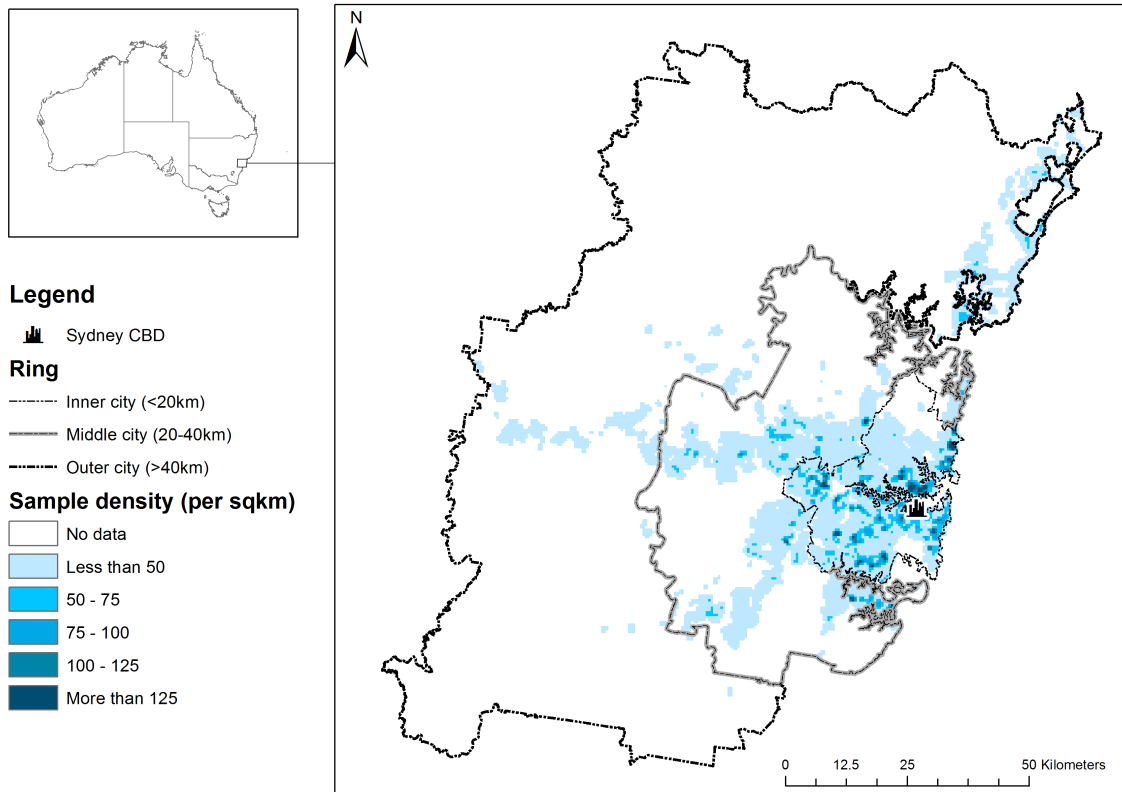 N
Legend
Sydney CBD
Ring
Inner city (<20km)
Middle city (20-40km)
Outer city (>40km)
Sample density (per sqkm)
No data
Less than 50
50 - 75
75 - 100
100 - 125
More than 125
0 12.5 25 50 Kilometers